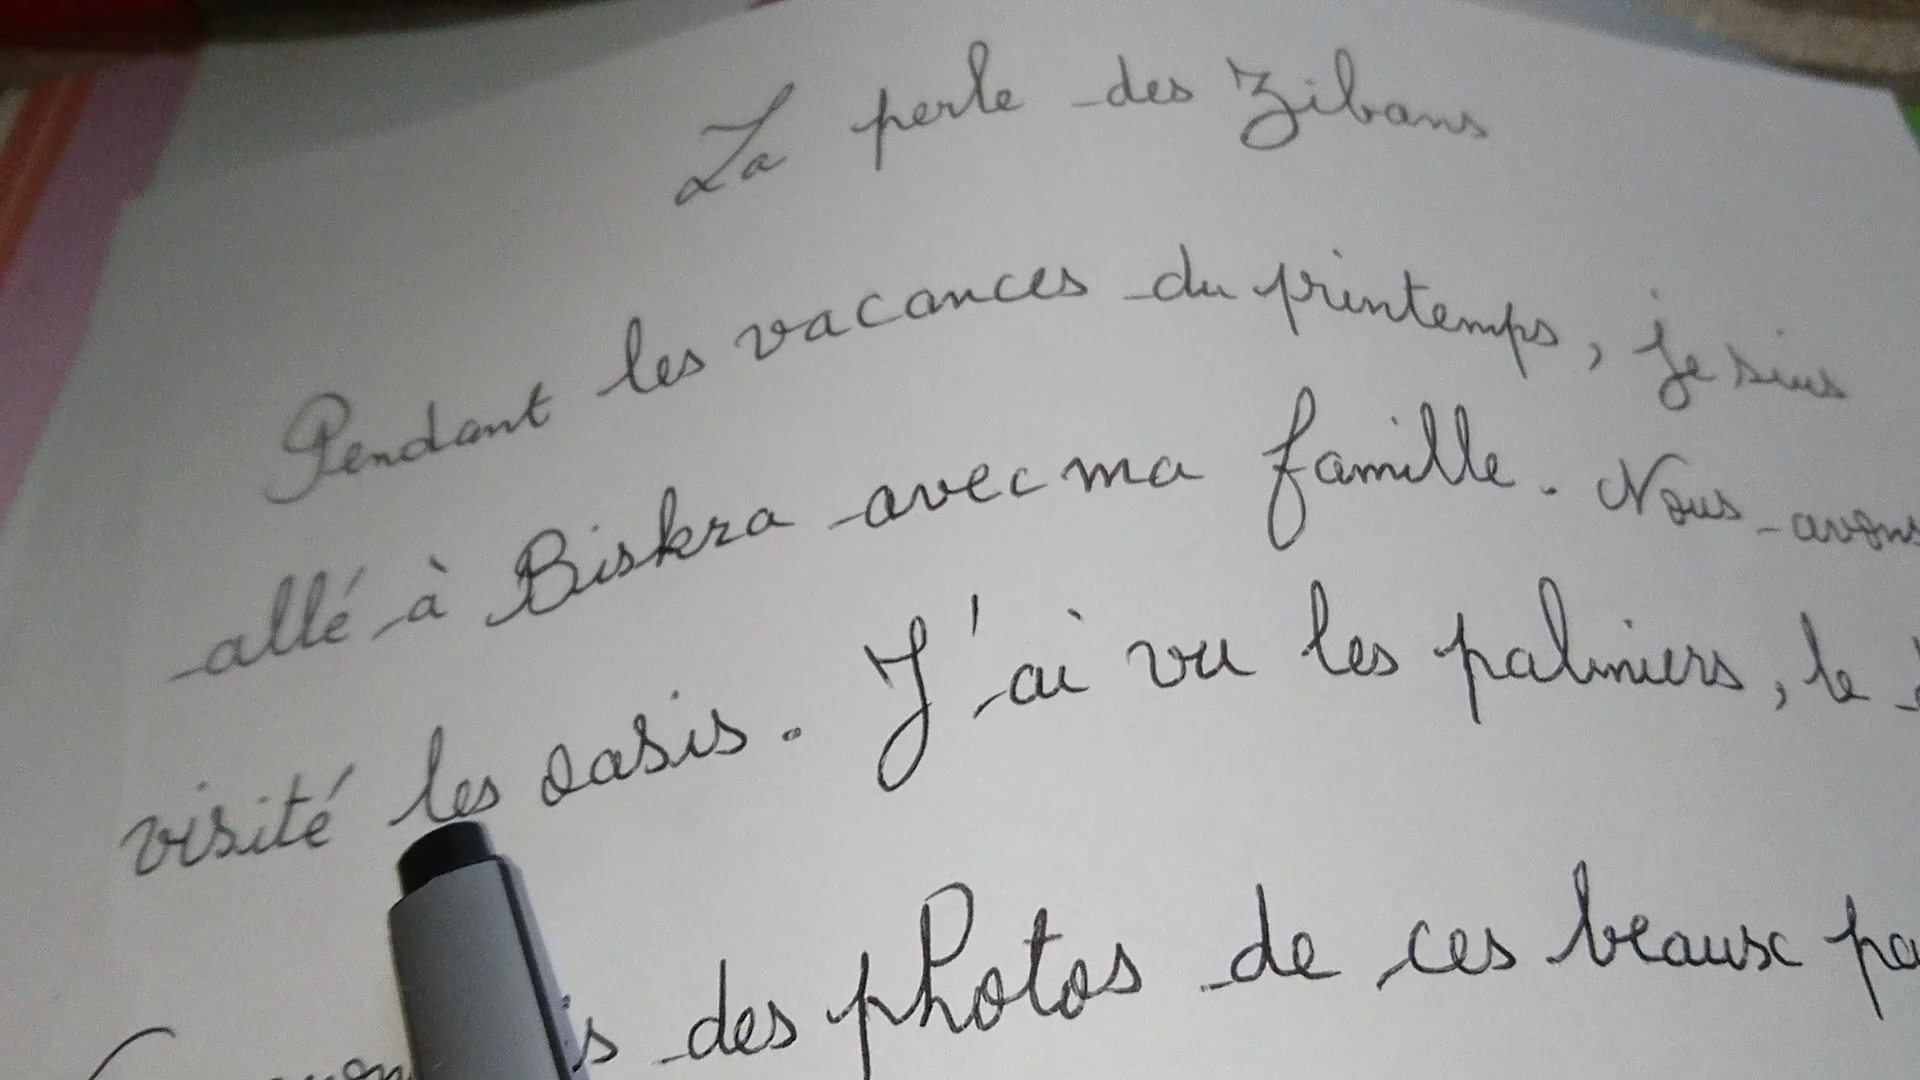 La perle des Zibans
Pendant les vacances du printemps, je suis
allé à Biskra avec ma famille. Nous avons
visité les oasis. J'ai vu les palmiers, le
des photos de ces beaux